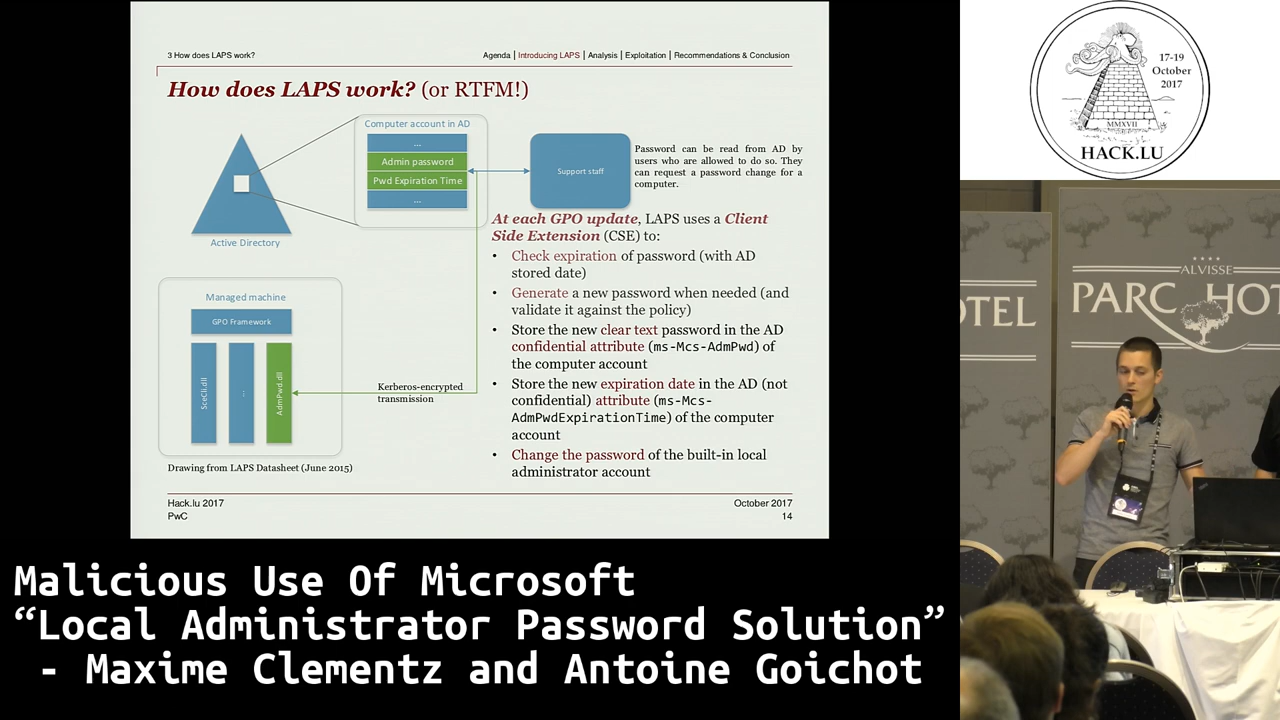 3 How does LAPS work?
Agenda | Introducing LAPS | Analysis | Exploitation | Recommendations & Conclusion
How does LAPS work? (or RTFM!)
Computer account in AD
...
Admin password
Pwd Expiration Time
...
Support staff
Password can be read from AD by
users who are allowed to do so. They
can request a password change for a
computer.
Active Directory
At each GPO update, LAPS uses a Client
Side Extension (CSE) to:
• Check expiration of password (with AD
stored date)
• Generate a new password when needed (and
validate it against the policy)
• Store the new clear text password in the AD
confidential attribute (ms-Mcs-AdmPwd) of
the computer account
• Store the new expiration date in the AD (not
confidential) attribute (ms-Mcs-
AdmPwdExpirationTime) of the computer
account
• Change the password of the built-in local
administrator account
Managed machine
GPO Framework
SceCli.dll
...
AdmPwd.dll
Kerberos-encrypted
transmission
Drawing from LAPS Datasheet (June 2015)
Hack.lu 2017
PwC
October 2017
14
17-19
October
2017
MMXVII
HACK.LU
OTEL
ALVISSE
PARC HOT
Malicious Use Of Microsoft
“Local Administrator Password Solution”
- Maxime Clementz and Antoine Goichot